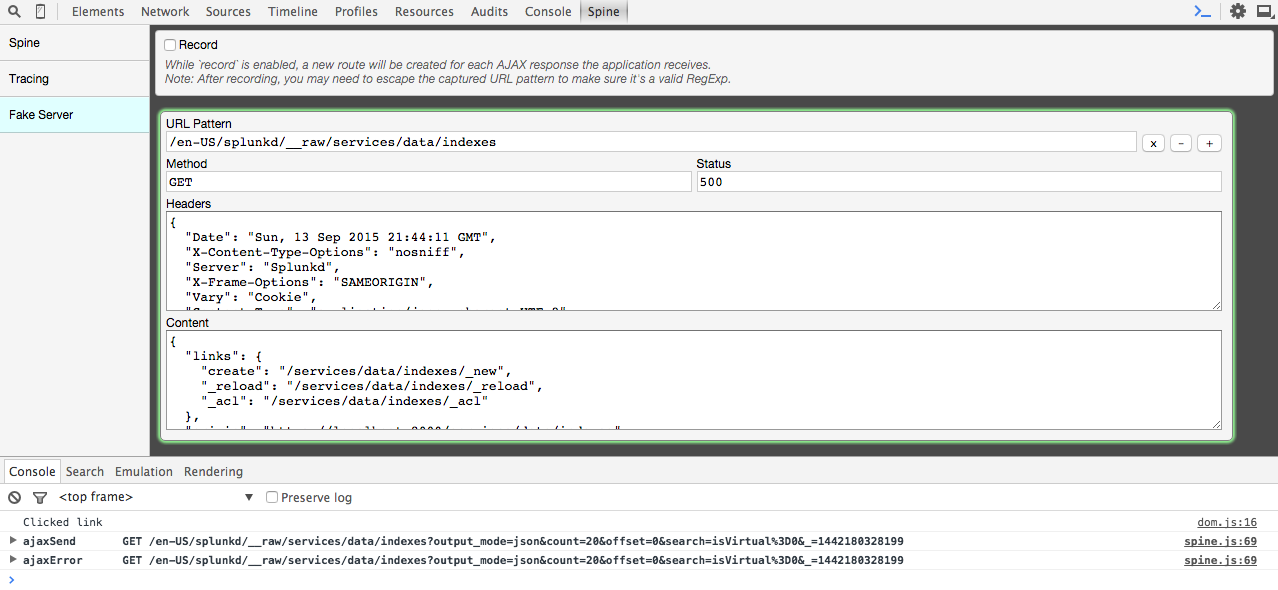 Elements Network Sources Timeline Profiles Resources Audits Console Spine
Spine
Tracing
Fake Server
Record
While `record` is enabled, a new route will be created for each AJAX response the application receives.
Note: After recording, you may need to escape the captured URL pattern to make sure it's a valid RegExp.
URL Pattern
/en-US/splunkd/__raw/services/data/indexes
x - +
Method Status
GET 500
Headers
{
"Date": "Sun, 13 Sep 2015 21:44:11 GMT",
"X-Content-Type-Options": "nosniff",
"Server": "Splunkd",
"X-Frame-Options": "SAMEORIGIN",
"Vary": "Cookie",
Content
{
"links": {
"create": "/services/data/indexes/_new",
"_reload": "/services/data/indexes/_reload",
"_acl": "/services/data/indexes/_acl"
},
Console Search Emulation Rendering
<top frame> Preserve log
Clicked link dom.js:16
ajaxSend GET /en-US/splunkd/__raw/services/data/indexes?output_mode=json&count=20&offset=0&search=isVirtual%3D0&_=1442180328199 spine.js:69
ajaxError GET /en-US/splunkd/__raw/services/data/indexes?output_mode=json&count=20&offset=0&search=isVirtual%3D0&_=1442180328199 spine.js:69